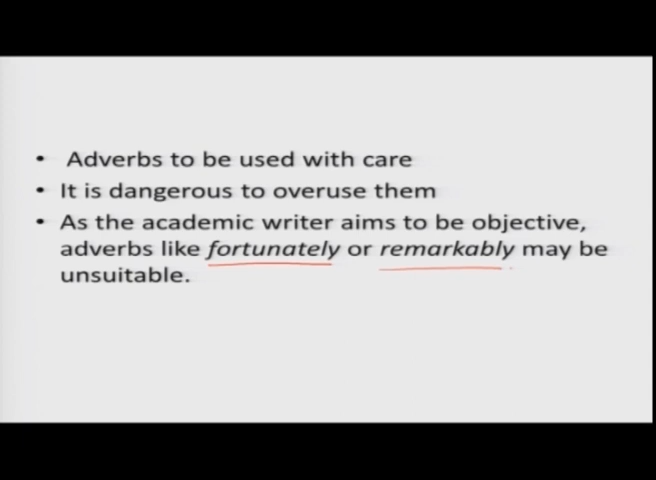 • Adverbs to be used with care
• It is dangerous to overuse them
• As the academic writer aims to be objective,
adverbs like fortunately or remarkably may be
unsuitable.